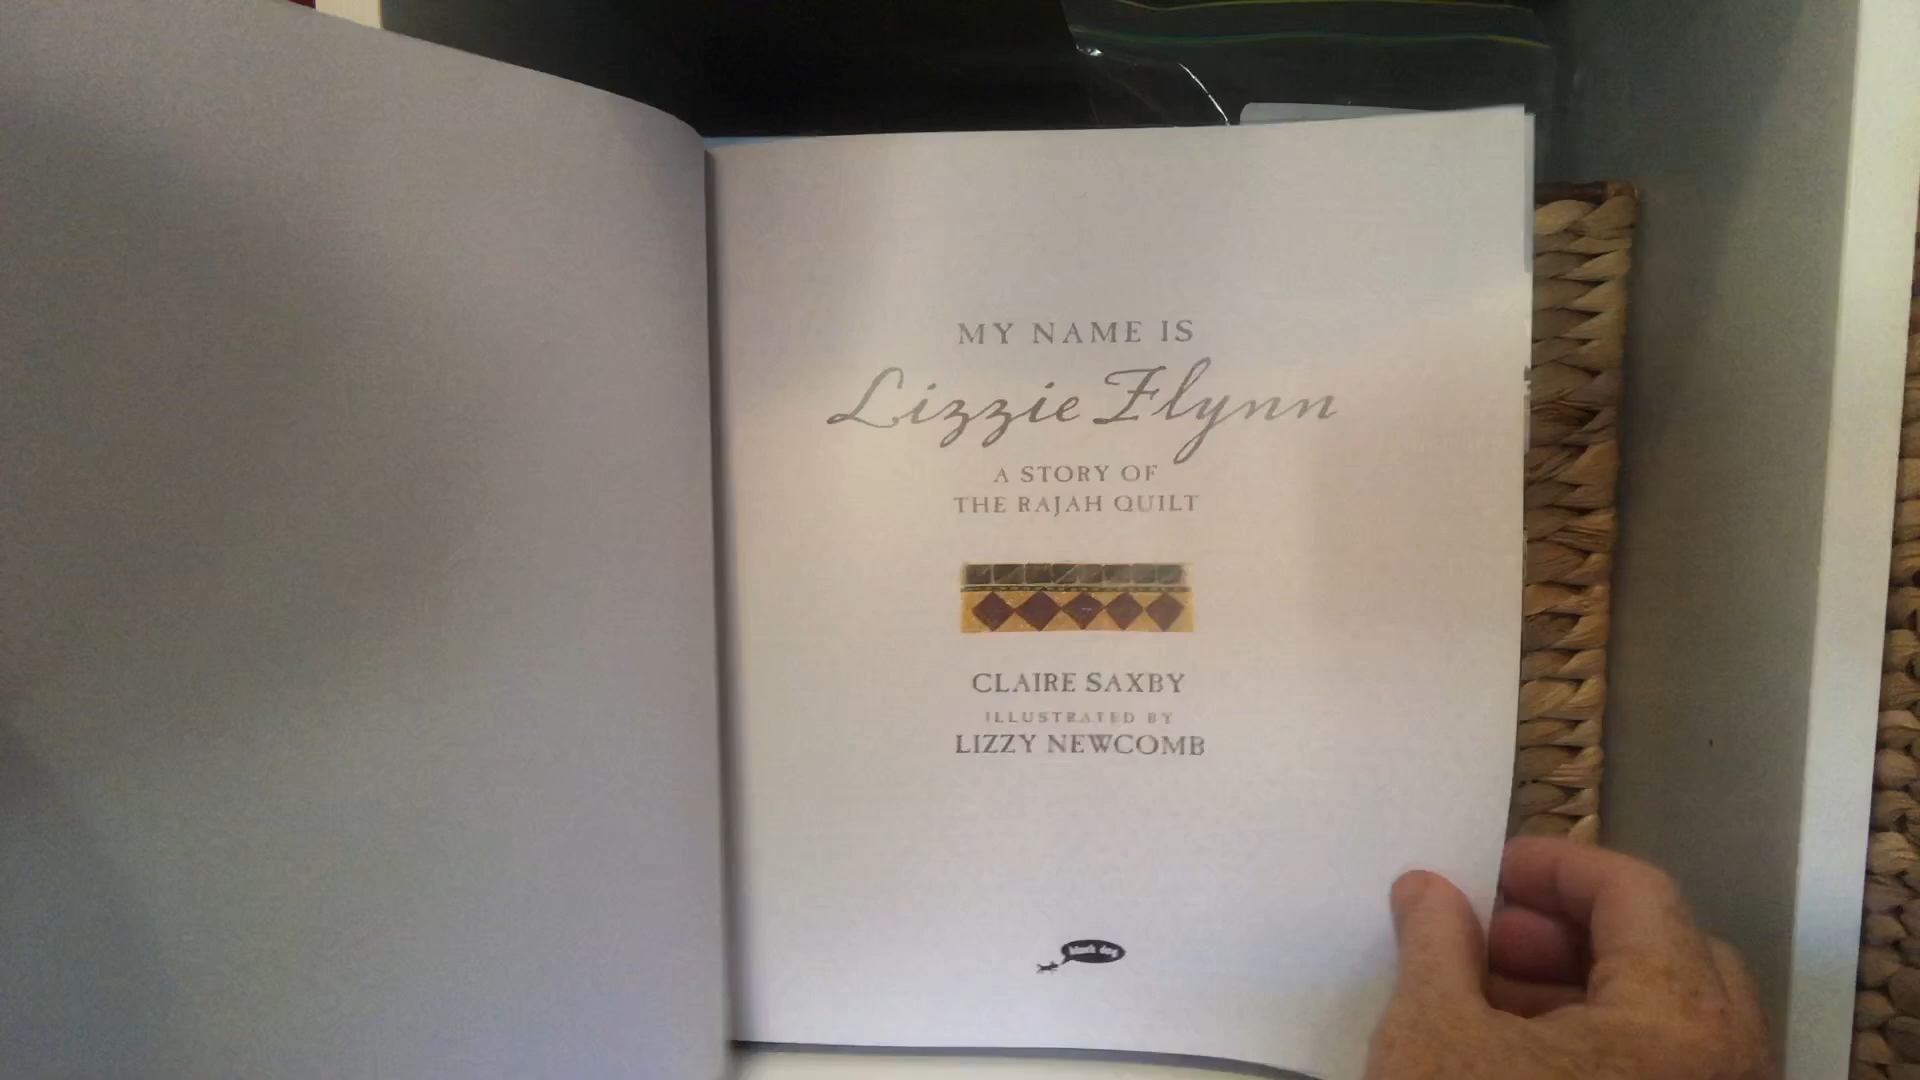 MY NAME IS
Lizzie Flynn
A STORY OF
THE RAJAH QUILT
CLAIRE SAXBY
ILLUSTRATED BY
LIZZY NEWCOMB
black dog